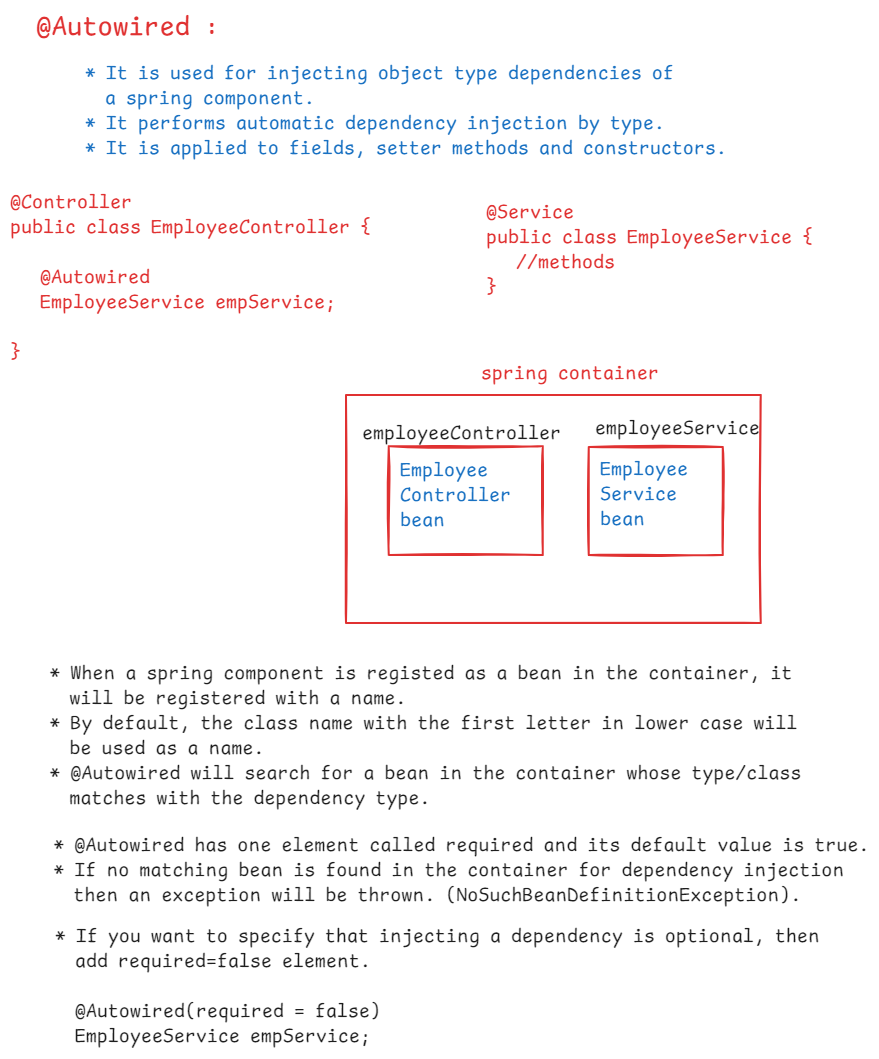 @Autowired :
* It is used for injecting object type dependencies of
a spring component.
* It performs automatic dependency injection by type.
* It is applied to fields, setter methods and constructors.
@Controller
public class EmployeeController {
@Autowired
EmployeeService empService;
}
@Service
public class EmployeeService {
//methods
}
spring container
employeeController
Employee
Controller
bean
employeeService
Employee
Service
bean
* When a spring component is registed as a bean in the container, it
will be registered with a name.
* By default, the class name with the first letter in lower case will
be used as a name.
* @Autowired will search for a bean in the container whose type/class
matches with the dependency type.
* @Autowired has one element called required and its default value is true.
* If no matching bean is found in the container for dependency injection
then an exception will be thrown. (NoSuchBeanDefinitionException).
* If you want to specify that injecting a dependency is optional, then
add required=false element.
@Autowired(required = false)
EmployeeService empService;